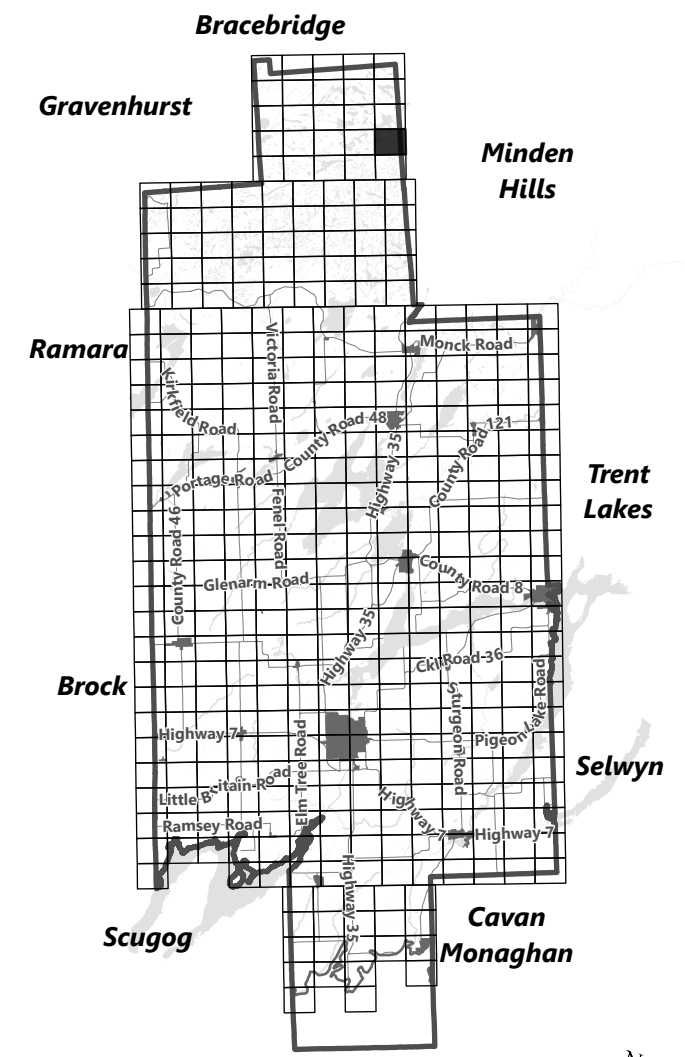 Bracebridge
Gravenhurst
Minden
Hills
Ramara
Victoria Road
Monck Road
Kirkfield Road
County Road 48
Highway 35
County Road 121
Portage Road
Trent
Lakes
County Road 46
Fenel Road
Glenarm Road
County Road 8
Highway 35
Ckl Road 36
Brock
Sturgeon Road
Pigeon Lake Road
Highway 7
Elm Tree Road
Selwyn
Little Britain Road
Highway 7
Ramsey Road
Highway 7
Highway 35
Scugog
Cavan
Monaghan
N